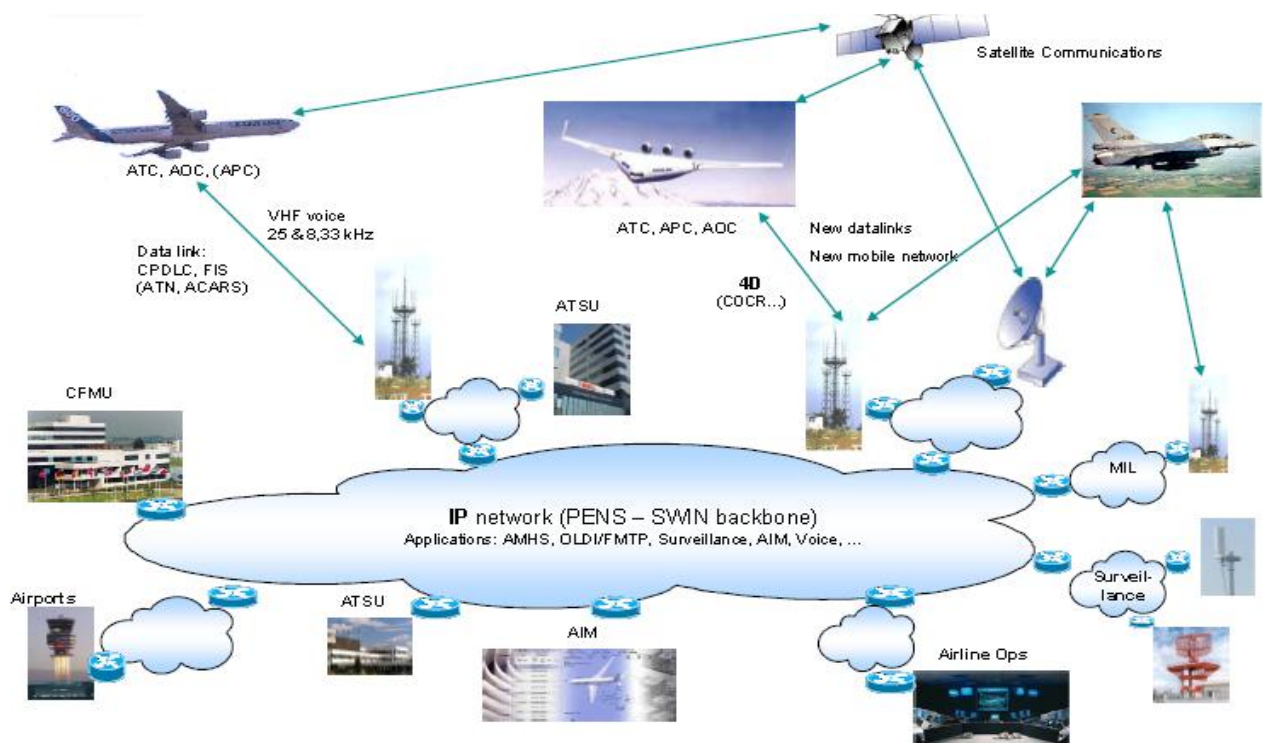 Satellite Communications
ATC, AOC, (APC)
VHF voice
25 & 8,33 kHz
Data link:
CPDLC, FIS
(ATN, ACARS)
ATC, APC, AOC
New datalinks
New mobile network
4D
(COCR...)
ATSU
CFMU
MIL
IP network (PENS – SWIN backbone)
Applications: AMHS, OLDI/FMTP, Surveillance, AIM, Voice, ...
Surveil-
lance
Airports
ATSU
AIM
Airline Ops